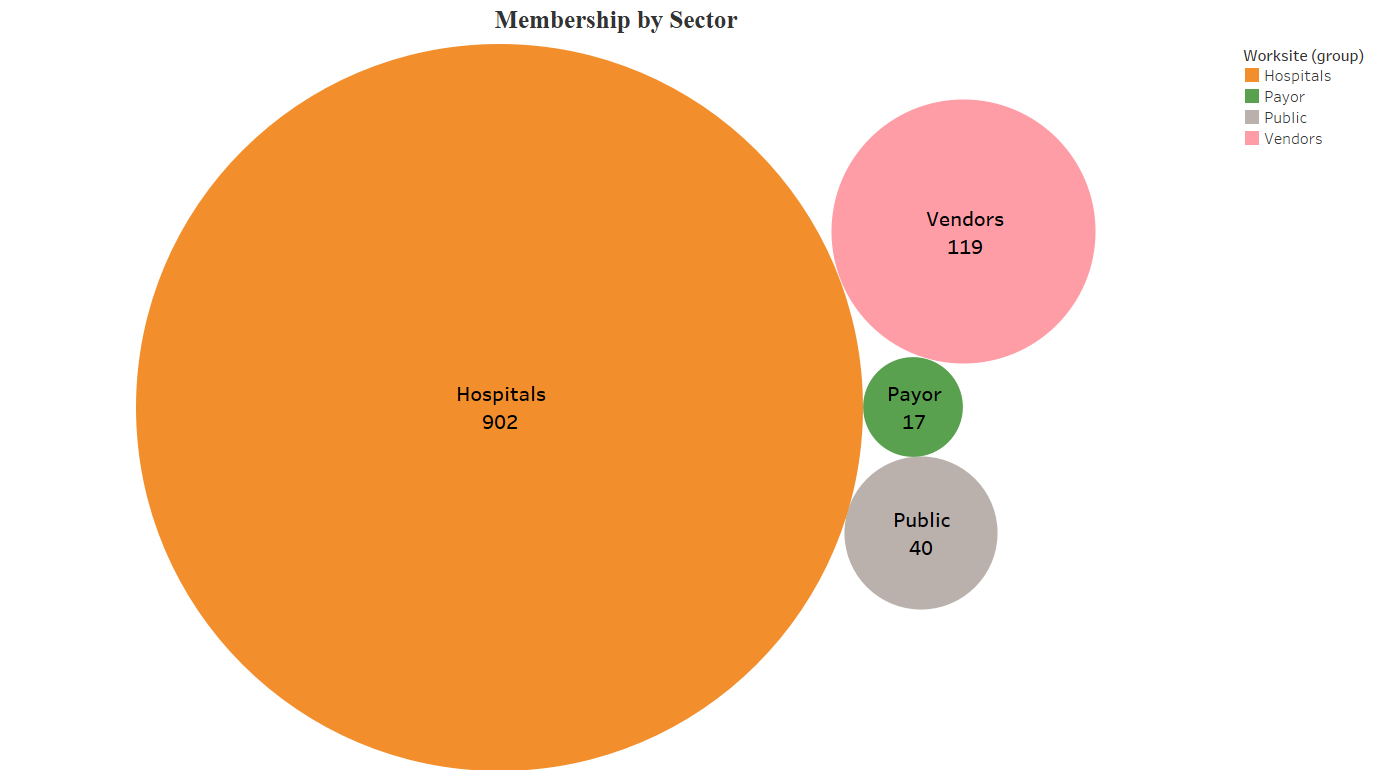 Membership by Sector
Worksite (group)
Hospitals
Payor
Public
Vendors
Vendors
119
Hospitals
902
Payor
17
Public
40